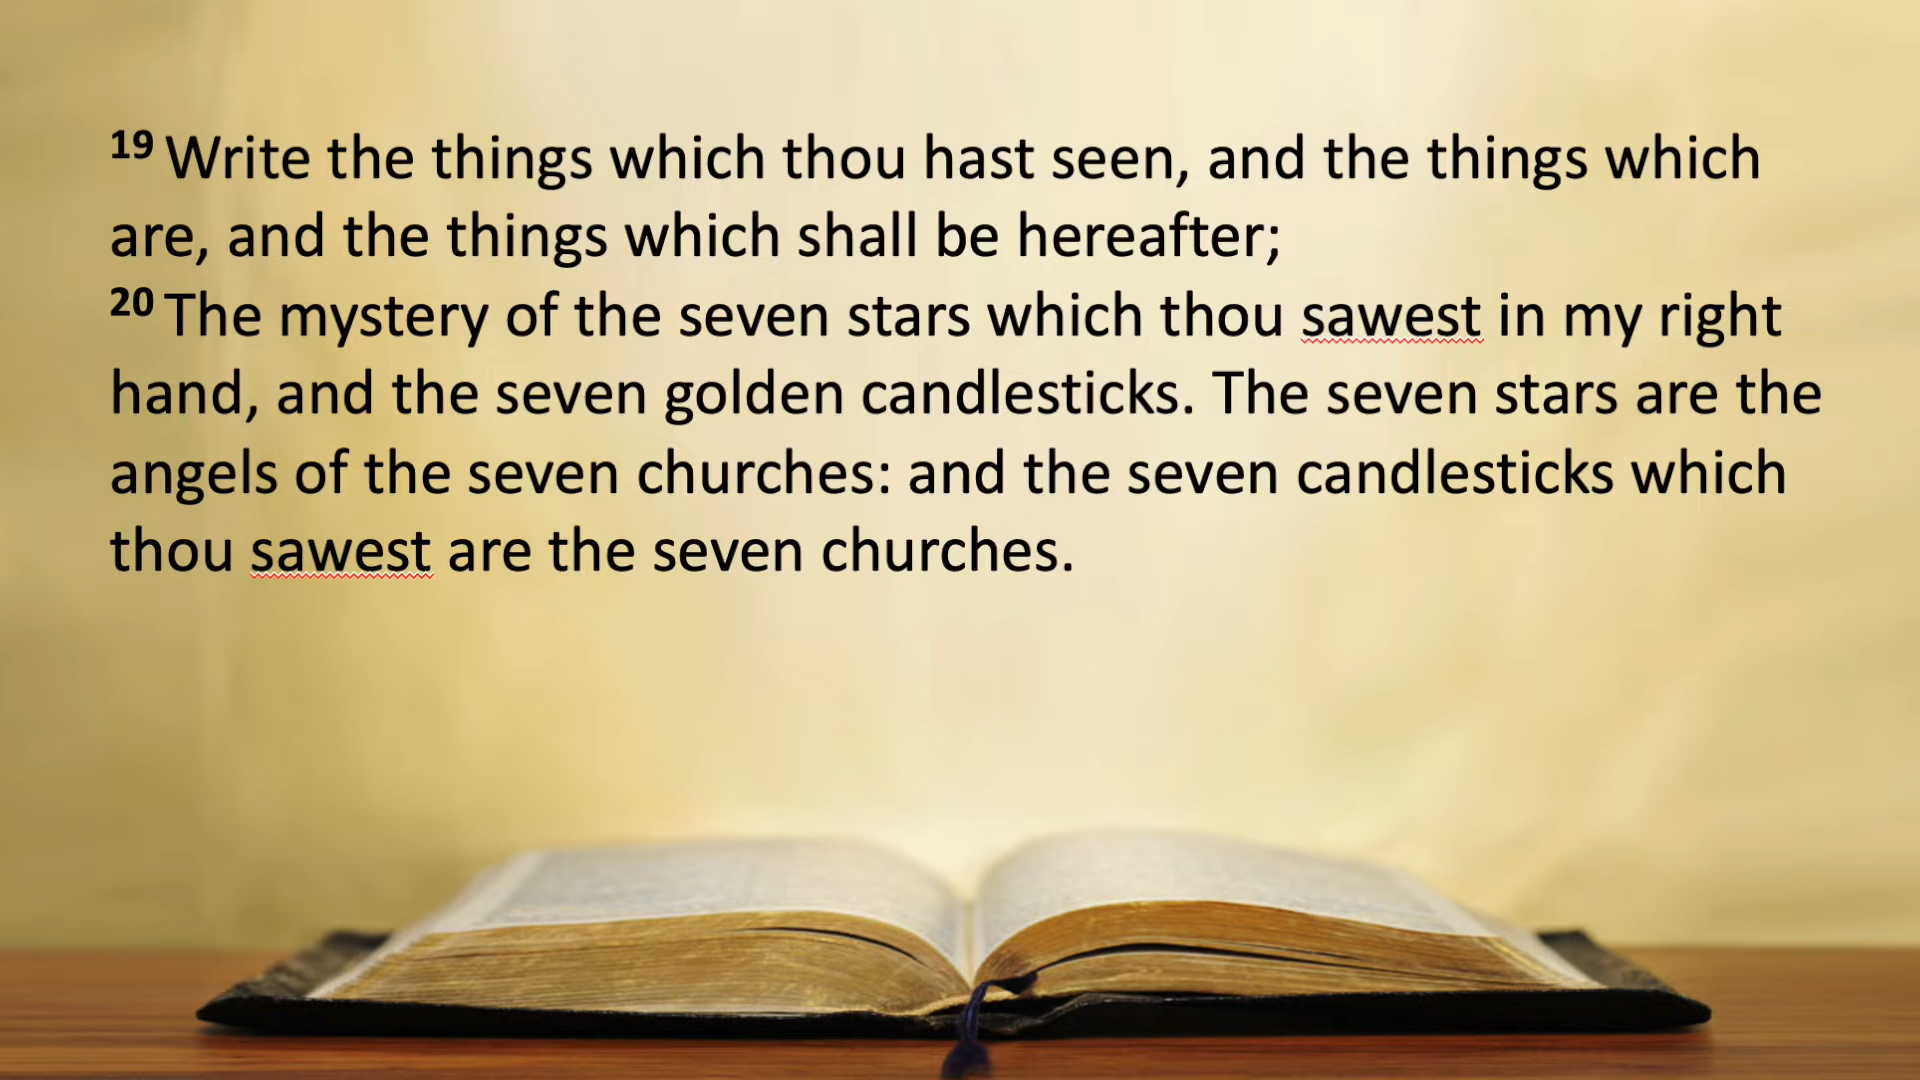 19 Write the things which thou hast seen, and the things which
are, and the things which shall be hereafter;
20 The mystery of the seven stars which thou sawest in my right
hand, and the seven golden candlesticks. The seven stars are the
angels of the seven churches: and the seven candlesticks which
thou sawest are the seven churches.